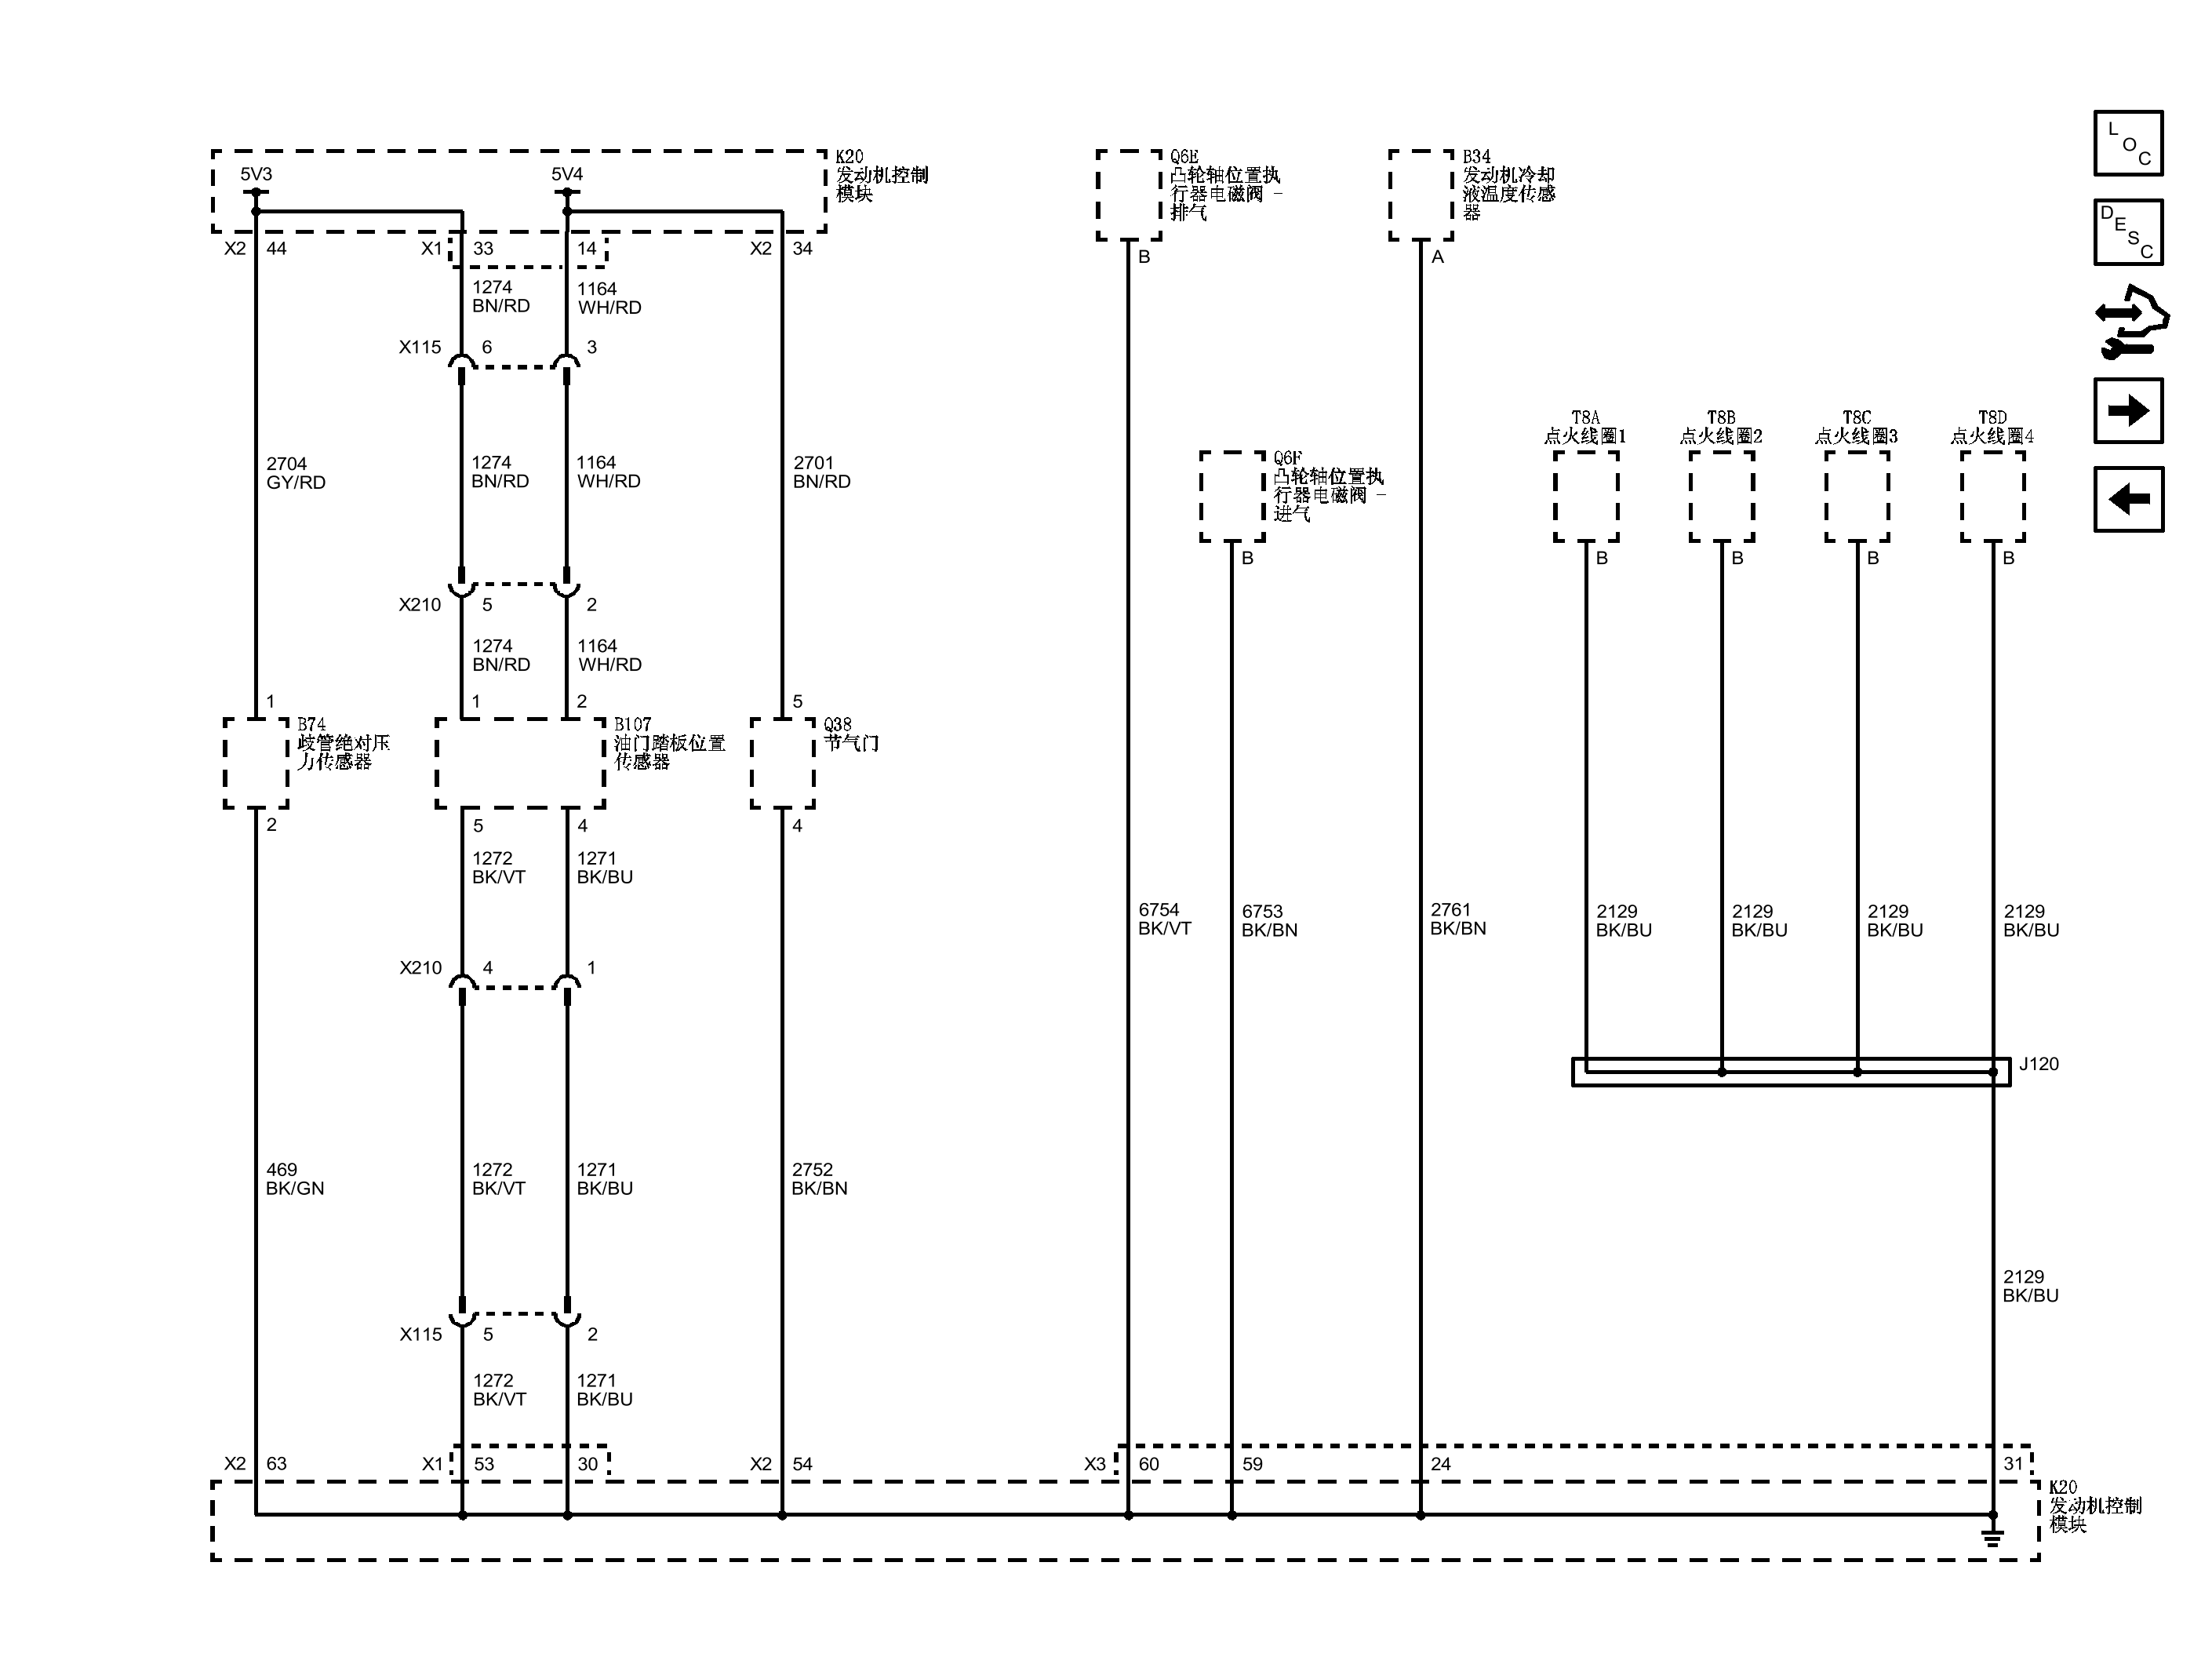 L
O
C
D
E
S
C
K20
发动机控制
模块
5V3
5V4
X2 44
X1 33
14
X2 34
Q6E
凸轮轴位置执
行器电磁阀 -
排气
B
B34
发动机冷却
液温度传感
器
A
1274
BN/RD
1164
WH/RD
X115 6
3
T8A
点火线圈1
T8B
点火线圈2
T8C
点火线圈3
T8D
点火线圈4
2704
GY/RD
1274
BN/RD
1164
WH/RD
2701
BN/RD
Q6F
凸轮轴位置执
行器电磁阀 -
进气
B
B
B
B
B
X210 5
2
1274
BN/RD
1164
WH/RD
1
1
2
5
B74
歧管绝对压
力传感器
B107
油门踏板位置
传感器
Q38
节气门
2
5
4
4
1272
BK/VT
1271
BK/BU
6754
BK/VT
6753
BK/BN
2761
BK/BN
2129
BK/BU
2129
BK/BU
2129
BK/BU
2129
BK/BU
X210 4
1
J120
469
BK/GN
1272
BK/VT
1271
BK/BU
2752
BK/BN
2129
BK/BU
X115 5
2
1272
BK/VT
1271
BK/BU
X2 63
X1 53
30
X2 54
X3 60
59
24
31
K20
发动机控制
模块